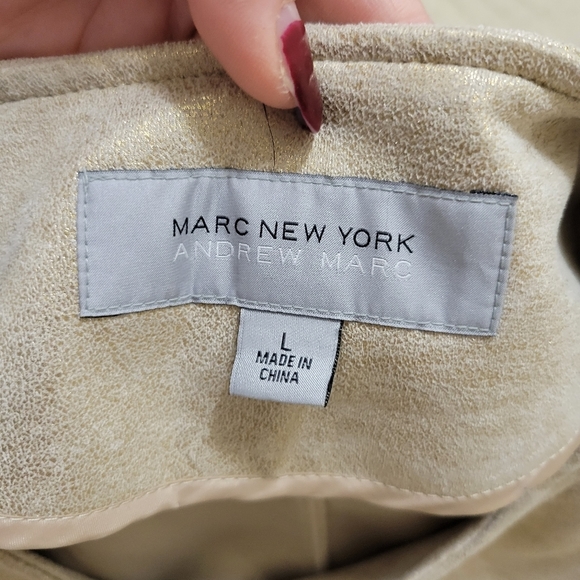 MARC NEW YORK
ANDREW MARC
L
MADE IN
CHINA